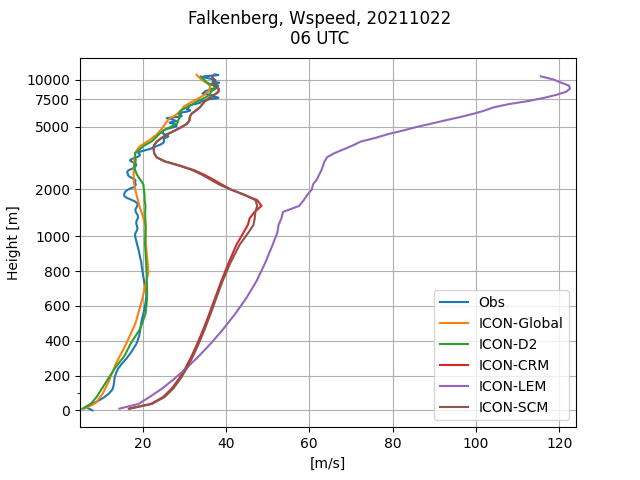 Falkenberg, Wspeed, 20211022
06 UTC
10000
7500
5000
2000
1000
800
600
400
200
0
Height [m]
20
40
60
80
100
120
[m/s]
Obs
ICON-Global
ICON-D2
ICON-CRM
ICON-LEM
ICON-SCM